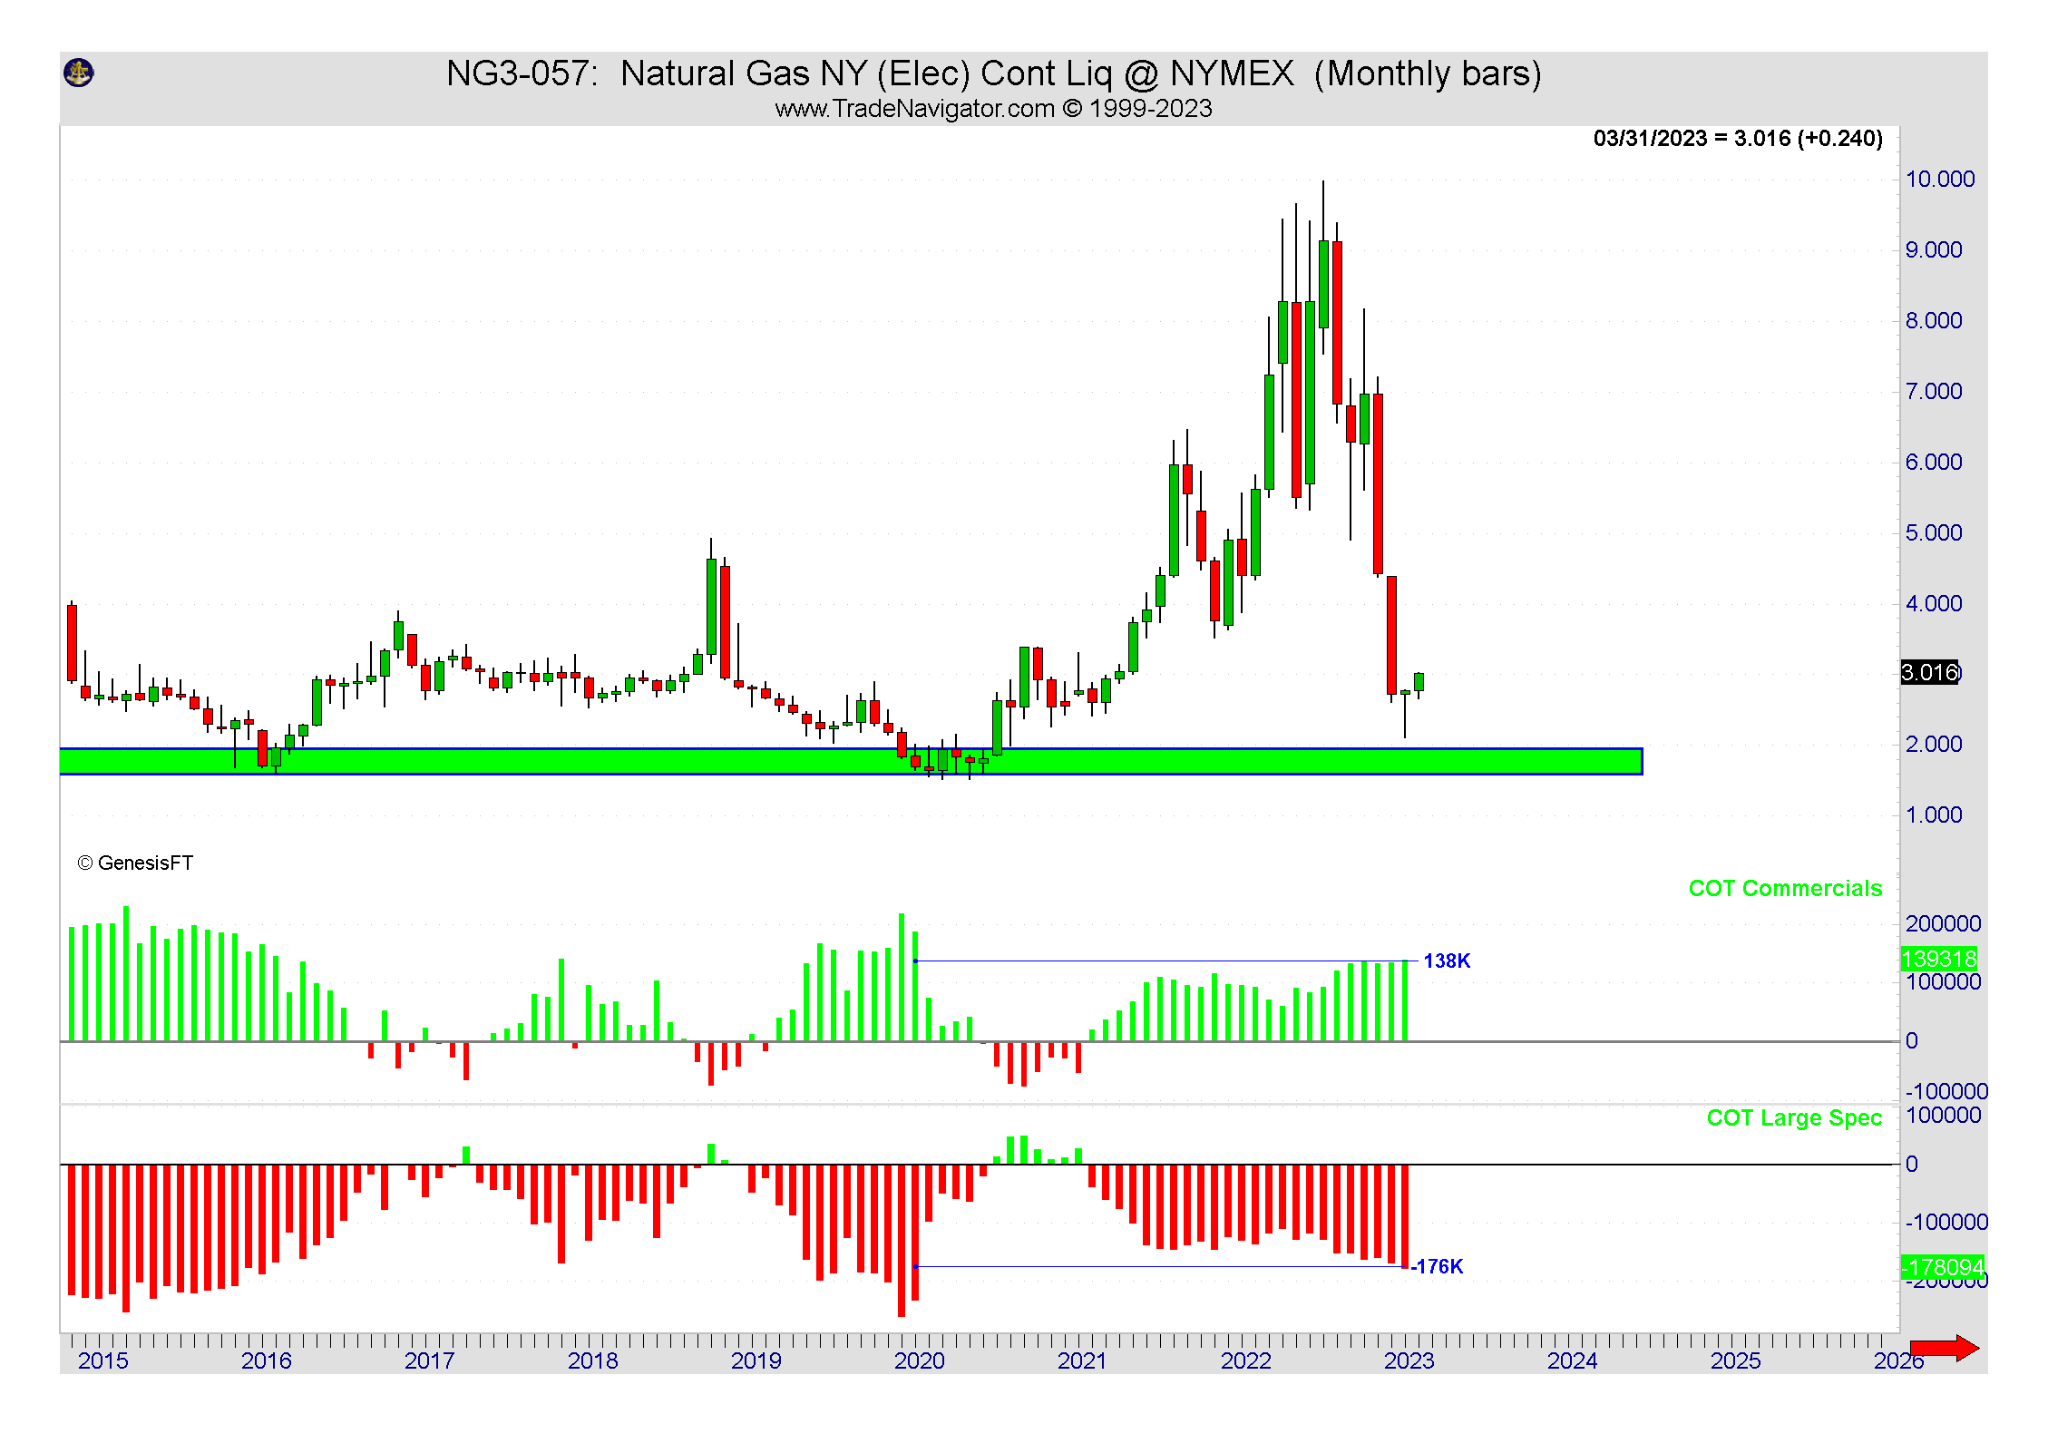 NG3-057: Natural Gas NY (Elec) Cont Liq @ NYMEX (Monthly bars)
www.TradeNavigator.com © 1999-2023
03/31/2023 = 3.016 (+0.240)
10.000
9.000
8.000
7.000
6.000
5.000
4.000
3.016
2.000
1.000
© GenesisFT
COT Commercials
200000
138K
139318
100000
0
-100000
100000
COT Large Spec
0
-100000
-176K
-178094
-200000
2015 2016 2017 2018 2019 2020 2021 2022 2023 2024 2025 2026